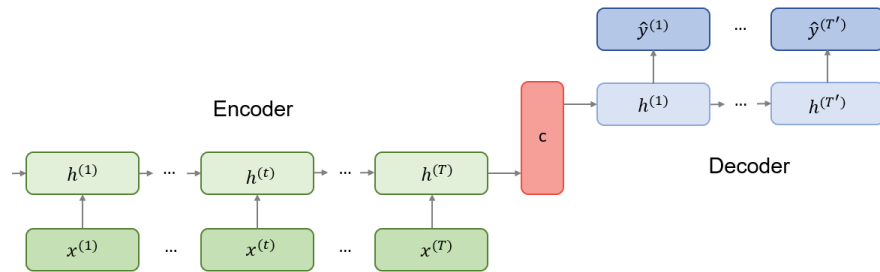 ŷ⁽¹⁾ ... ŷ⁽ᵀ′⁾
Encoder
h⁽¹⁾ ... h⁽ᵀ′⁾
c
Decoder
h⁽¹⁾ ... h⁽ᵗ⁾ ... h⁽ᵀ⁾
x⁽¹⁾ ... x⁽ᵗ⁾ ... x⁽ᵀ⁾